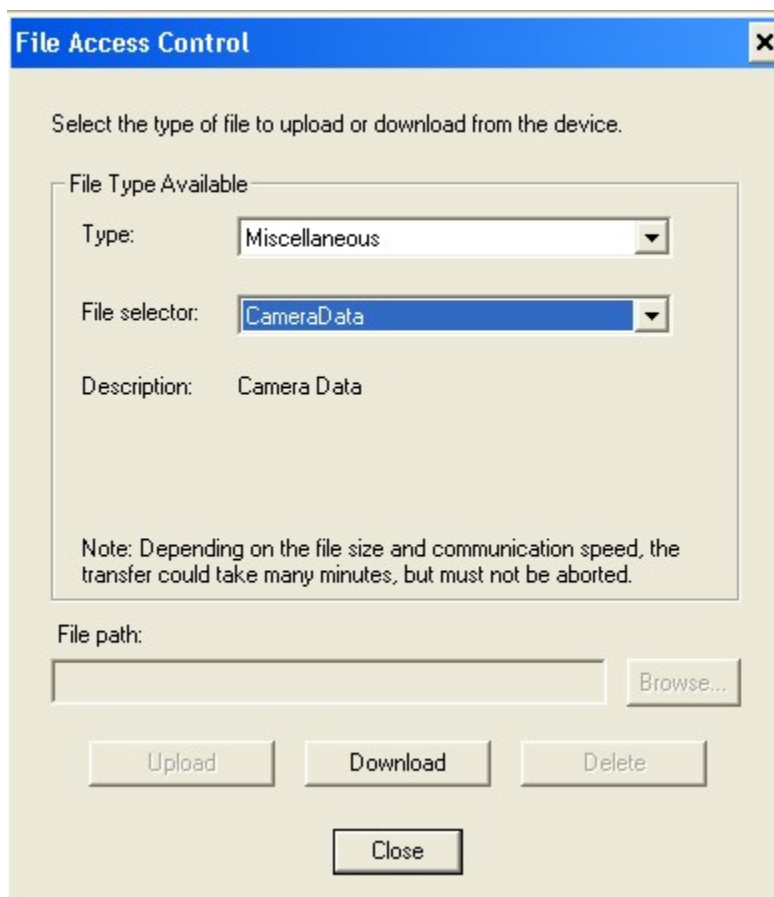 File Access Control
Select the type of file to upload or download from the device.
File Type Available
Type: Miscellaneous
File selector: CameraData
Description: Camera Data
Note: Depending on the file size and communication speed, the
transfer could take many minutes, but must not be aborted.
File path:
Browse...
Upload Download Delete
Close